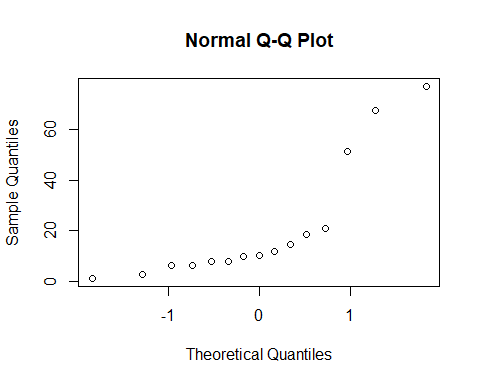 Normal Q-Q Plot
Sample Quantiles
60
40
20
0
-1 0 1
Theoretical Quantiles